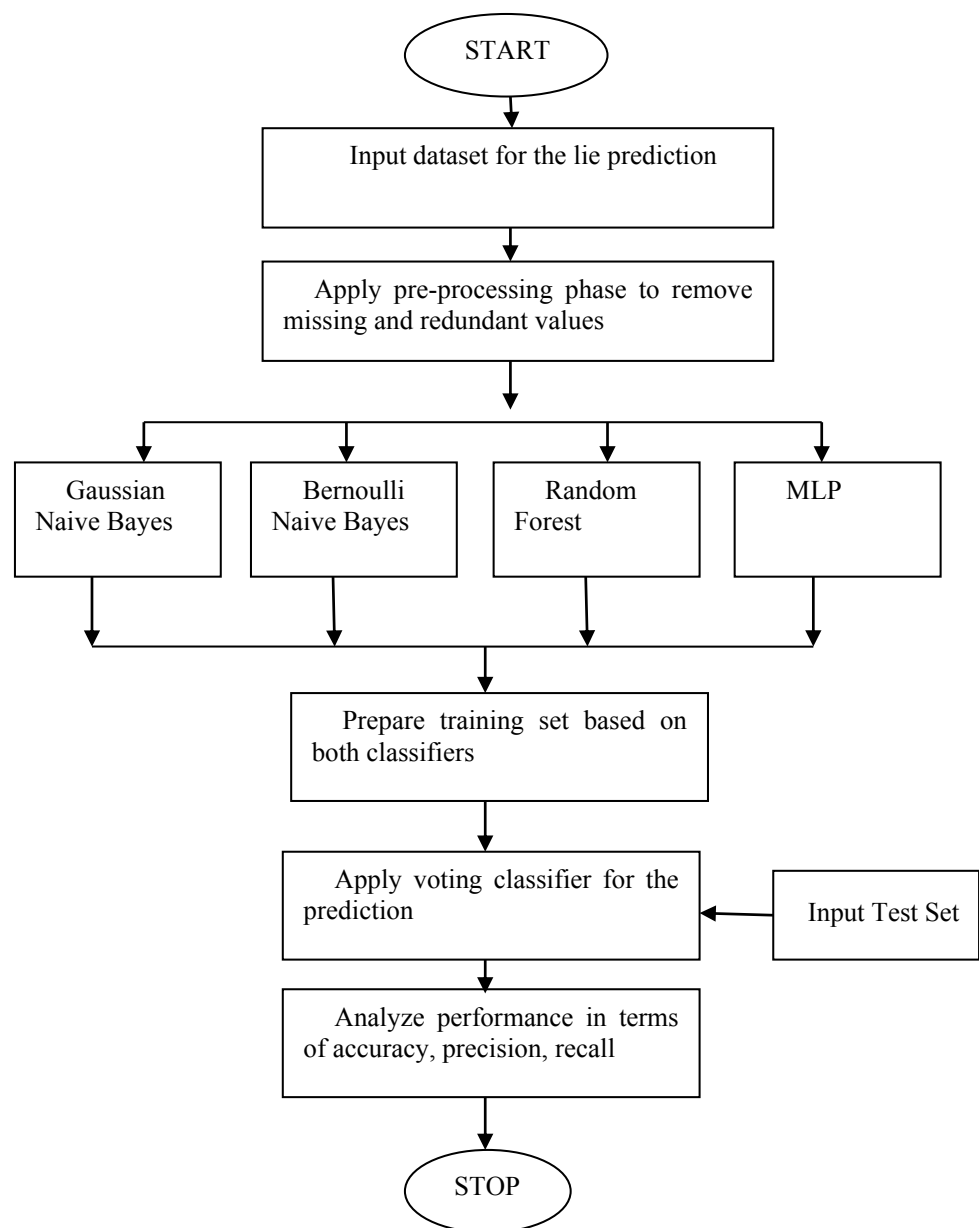 START
Input dataset for the lie prediction
Apply pre-processing phase to remove
missing and redundant values
Gaussian
Naive Bayes
Bernoulli
Naive Bayes
Random
Forest
MLP
Prepare training set based on
both classifiers
Apply voting classifier for the
prediction
Input Test Set
Analyze performance in terms
of accuracy, precision, recall
STOP